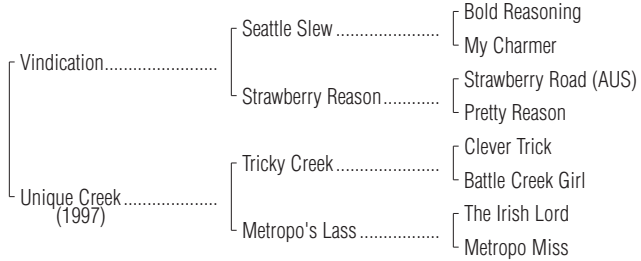 Bold Reasoning
Seattle Slew
My Charmer
Vindication
Strawberry Road (AUS)
Strawberry Reason
Pretty Reason
Clever Trick
Tricky Creek
Battle Creek Girl
Unique Creek
(1997)
The Irish Lord
Metropo's Lass
Metropo Miss